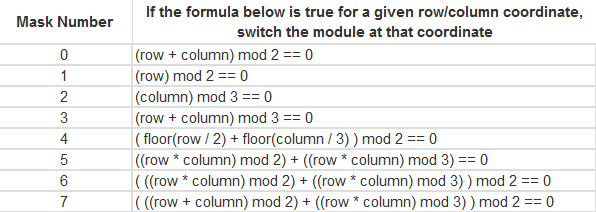 Mask Number
If the formula below is true for a given row/column coordinate,
switch the module at that coordinate
0 (row + column) mod 2 == 0
1 (row) mod 2 == 0
2 (column) mod 3 == 0
3 (row + column) mod 3 == 0
4 ( floor(row / 2) + floor(column / 3) ) mod 2 == 0
5 ((row * column) mod 2) + ((row * column) mod 3) == 0
6 ( ((row * column) mod 2) + ((row * column) mod 3) ) mod 2 == 0
7 ( ((row + column) mod 2) + ((row * column) mod 3) ) mod 2 == 0